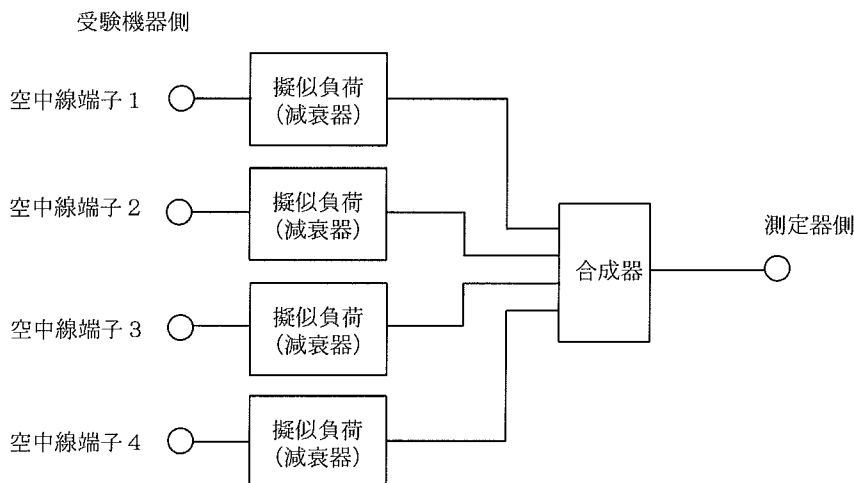 受験機器側
空中線端子1
擬似負荷
(減衰器)
空中線端子2
擬似負荷
(減衰器)
合成器
測定器側
空中線端子3
擬似負荷
(減衰器)
空中線端子4
擬似負荷
(減衰器)